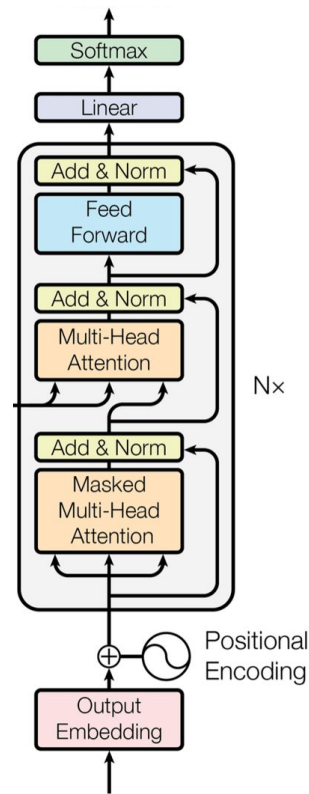 Softmax
Linear
Add & Norm
Feed
Forward
Add & Norm
Multi-Head
Attention
N×
Add & Norm
Masked
Multi-Head
Attention
Positional
Encoding
Output
Embedding